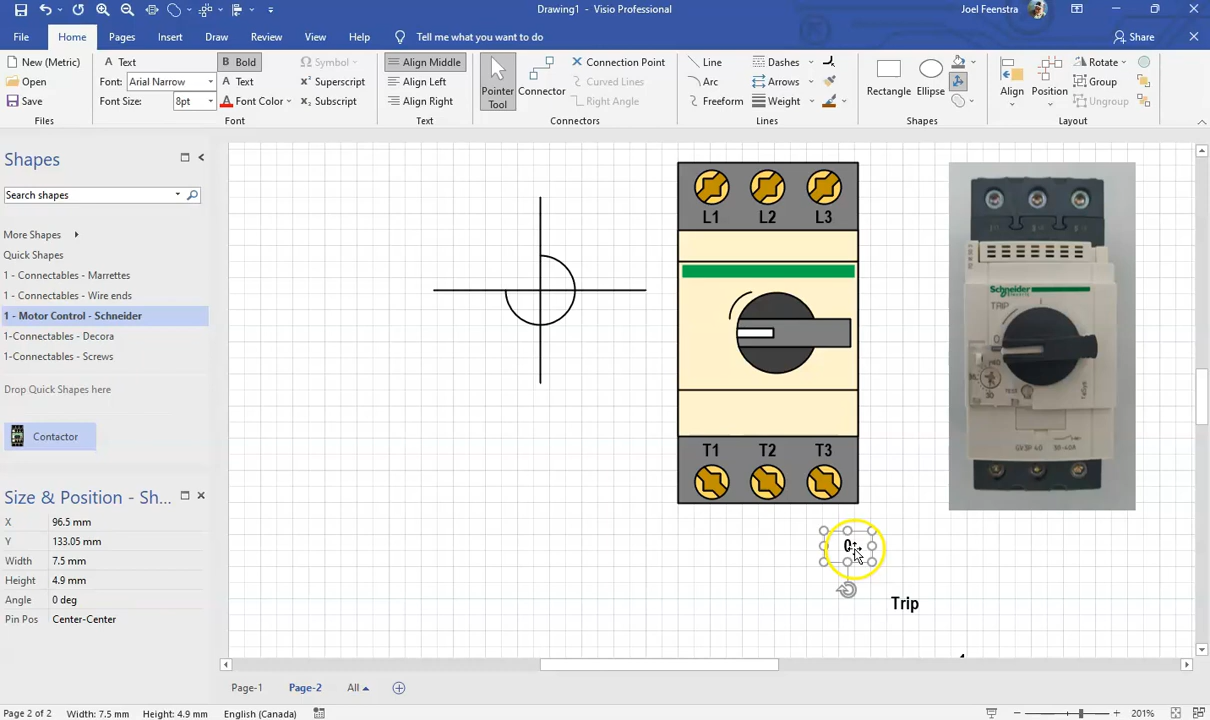 Drawing1 - Visio Professional
Joel Feenstra
File Home Pages Insert Draw Review View Help Tell me what you want to do
Share
New (Metric)
Open
Save
Files
Text Bold
Font: Arial Narrow Text
Font Size: 8pt Font Color
Font
Symbol
Superscript
Subscript
Align Middle
Align Left
Align Right
Text
Pointer Tool
Connector
Connection Point
Curved Lines
Right Angle
Connectors
Line Dashes
Arc Arrows
Freeform Weight
Lines
Rectangle Ellipse
Shapes
Align Position
Rotate
Group
Ungroup
Layout
Shapes
Search shapes
More Shapes
Quick Shapes
1 - Connectables - Marrettes
1 - Connectables - Wire ends
1 - Motor Control - Schneider
1-Connectables - Decora
1-Connectables - Screws
Drop Quick Shapes here
Contactor
Size & Position - Sh...
X 96.5 mm
Y 133.05 mm
Width 7.5 mm
Height 4.9 mm
Angle 0 deg
Pin Pos Center-Center
L1 L2 L3
T1 T2 T3
0
Trip
Schneider
TRIP
I
0
GV3P 40 30-40A
Page-1 Page-2 All
Page 2 of 2 Width: 7.5 mm Height: 4.9 mm English (Canada)
201%